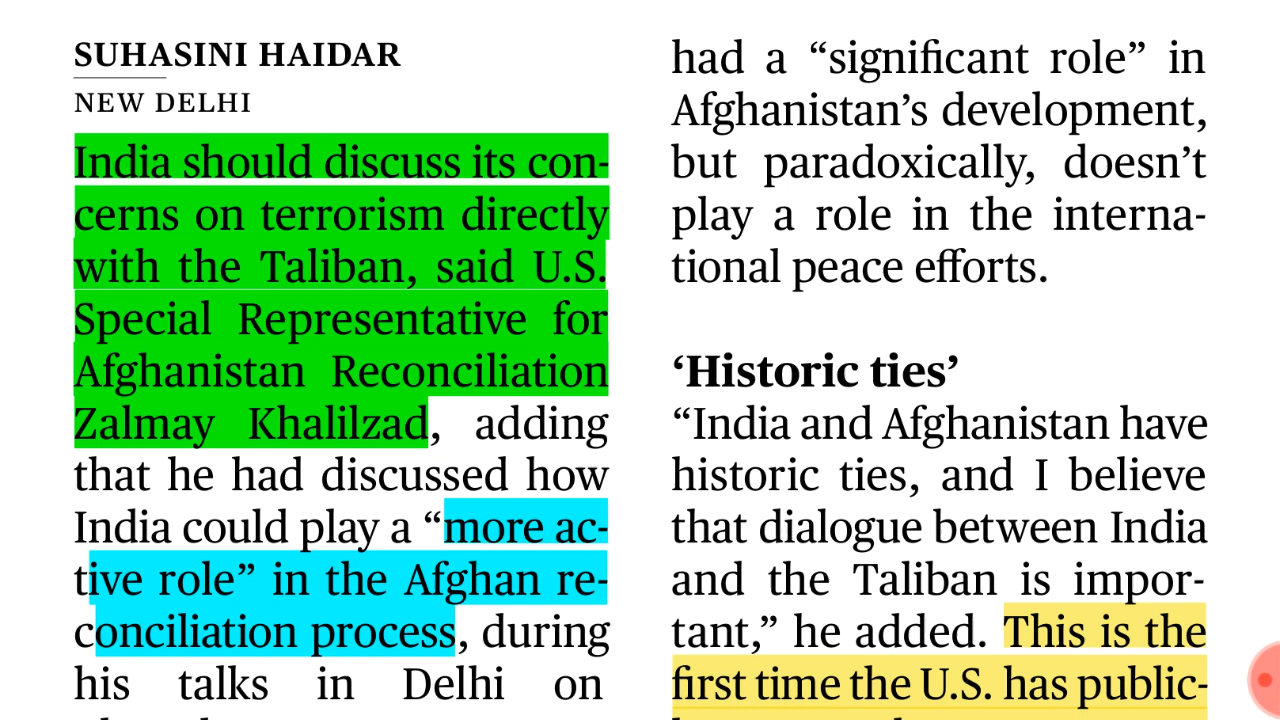 SUHASINI HAIDAR
NEW DELHI
India should discuss its con-
cerns on terrorism directly
with the Taliban, said U.S.
Special Representative for
Afghanistan Reconciliation
Zalmay Khalilzad, adding
that he had discussed how
India could play a “more ac-
tive role” in the Afghan re-
conciliation process, during
his talks in Delhi on
had a “significant role” in
Afghanistan’s development,
but paradoxically, doesn’t
play a role in the interna-
tional peace efforts.
‘Historic ties’
“India and Afghanistan have
historic ties, and I believe
that dialogue between India
and the Taliban is impor-
tant,” he added. This is the
first time the U.S. has public-